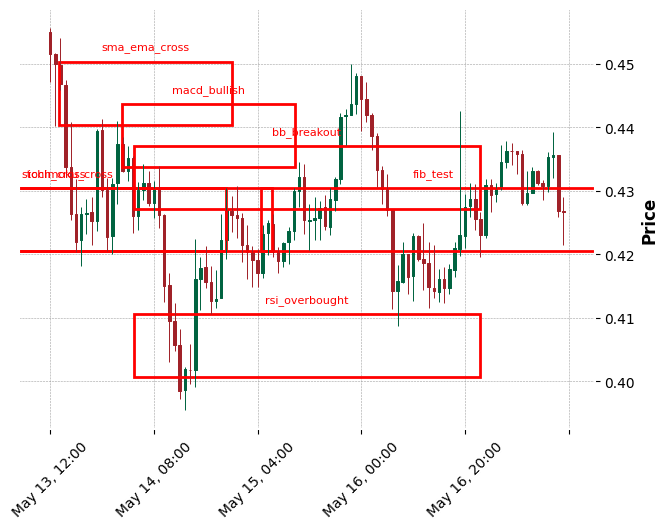 sma_ema_cross
0.45
macd_bullish
0.44
bb_breakout
fib_test
0.43
Price
0.42
rsi_overbought
0.41
0.40
May 13, 12:00
May 14, 08:00
May 15, 04:00
May 16, 00:00
May 16, 20:00